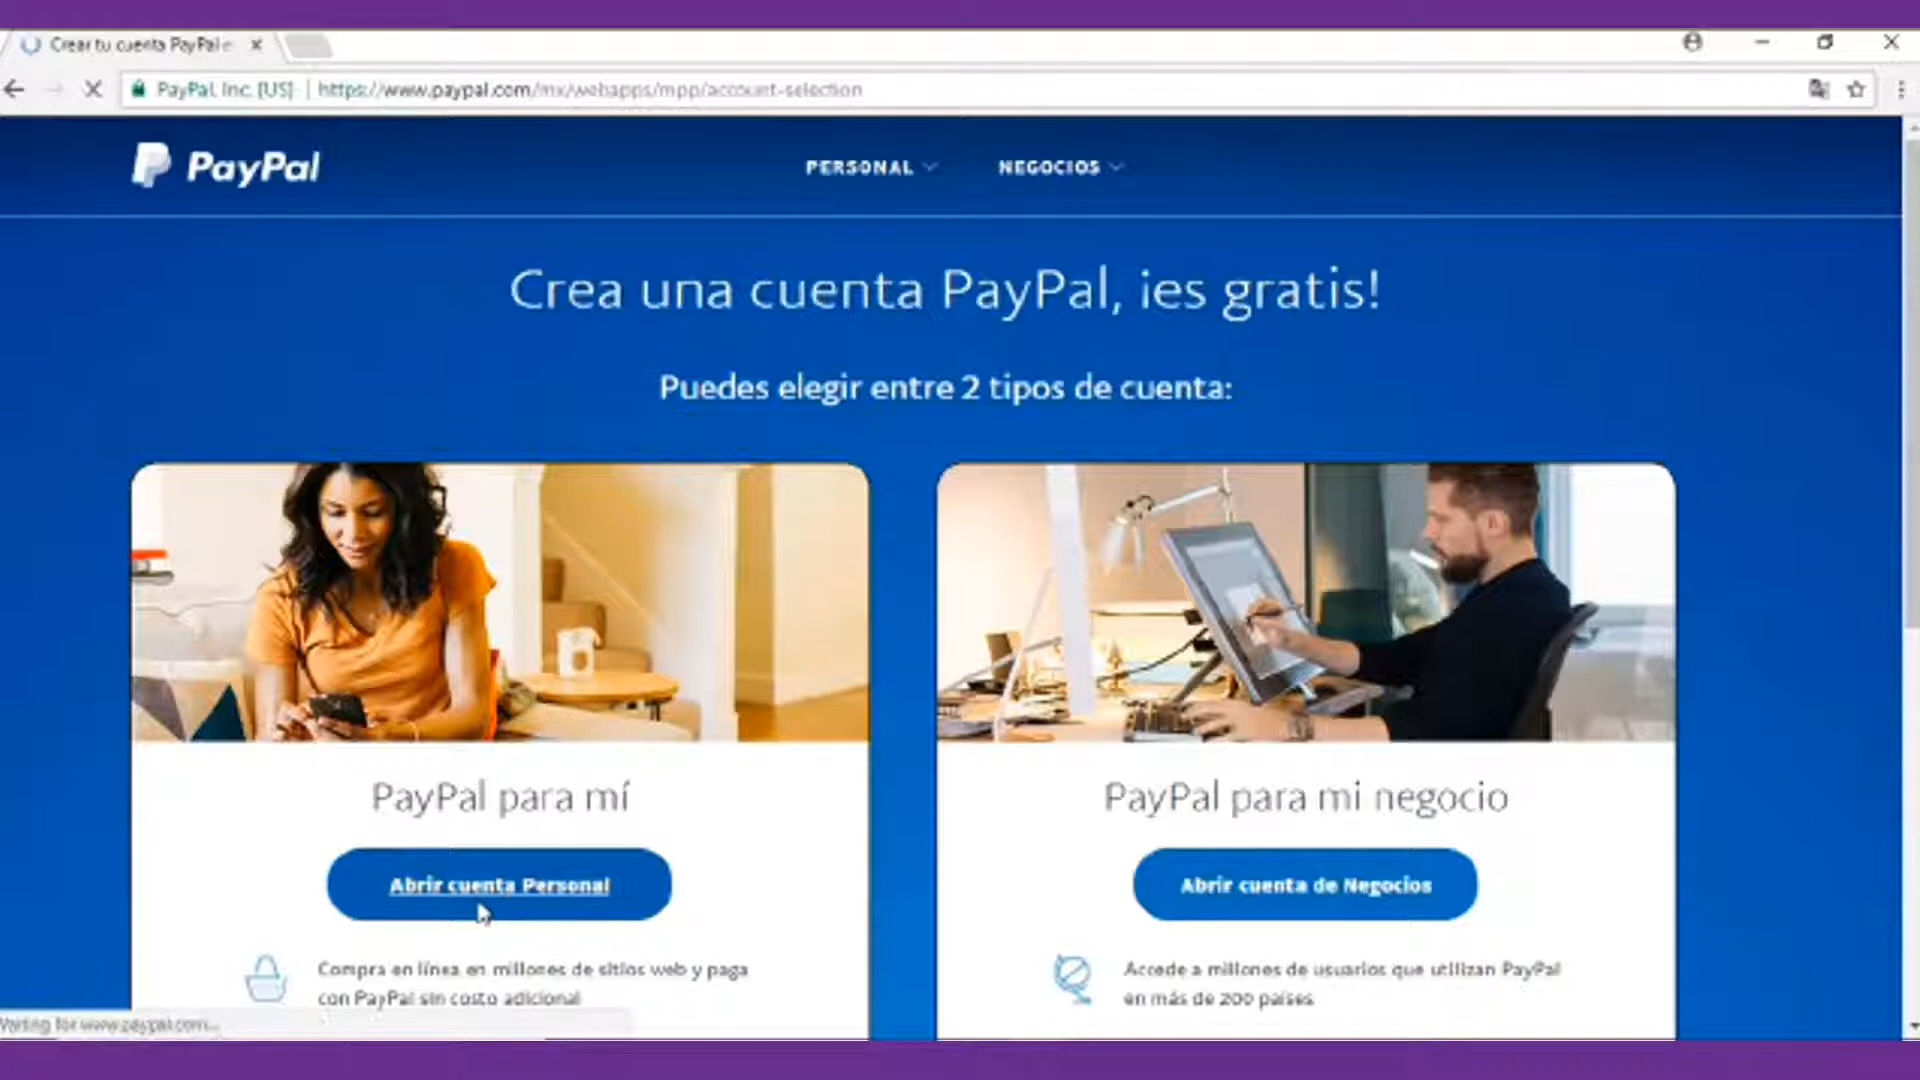 Crear tu cuenta PayPal e
PayPal, Inc. [US] | https://www.paypal.com/mx/webapps/mpp/account-selection
PayPal
PERSONAL
NEGOCIOS
Crea una cuenta PayPal, ¡es gratis!
Puedes elegir entre 2 tipos de cuenta:
PayPal para mí
Abrir cuenta Personal
Compra en línea en millones de sitios web y paga
con PayPal sin costo adicional
PayPal para mi negocio
Abrir cuenta de Negocios
Accede a millones de usuarios que utilizan PayPal
en más de 200 países
Waiting for www.paypal.com...